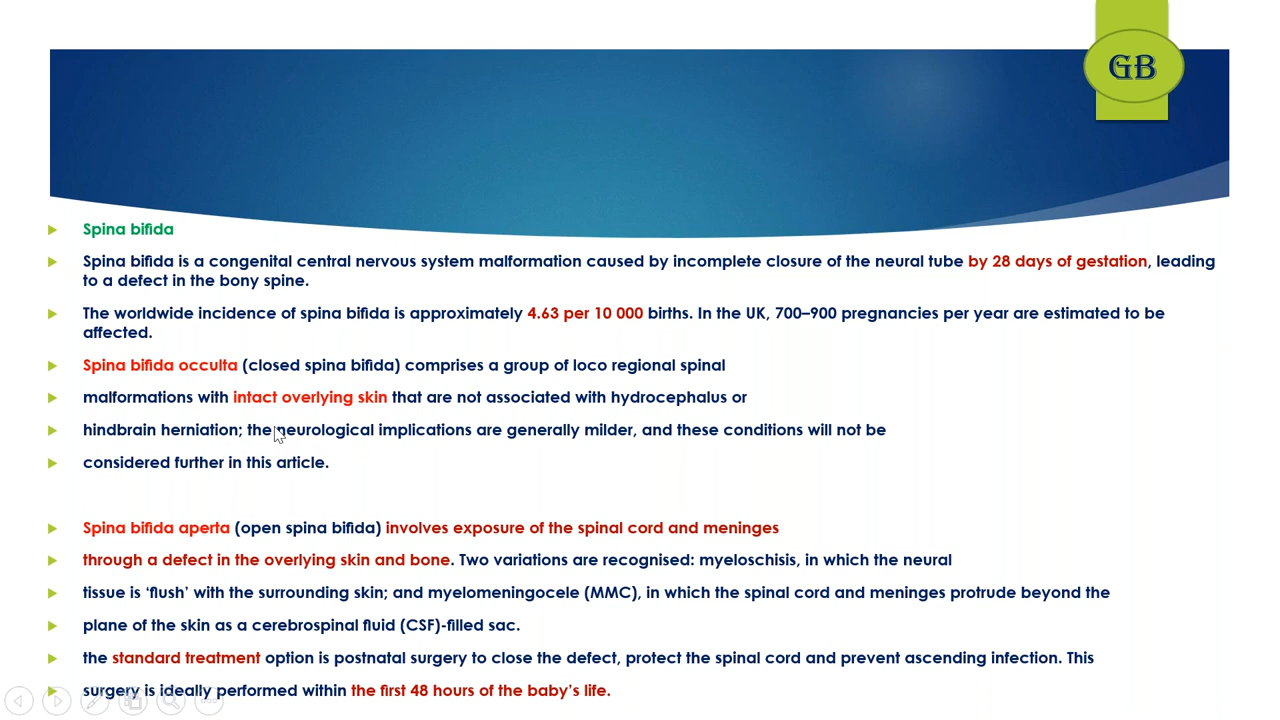 GB
Spina bifida
Spina bifida is a congenital central nervous system malformation caused by incomplete closure of the neural tube by 28 days of gestation, leading
to a defect in the bony spine.
The worldwide incidence of spina bifida is approximately 4.63 per 10 000 births. In the UK, 700–900 pregnancies per year are estimated to be
affected.
Spina bifida occulta (closed spina bifida) comprises a group of loco regional spinal
malformations with intact overlying skin that are not associated with hydrocephalus or
hindbrain herniation; the neurological implications are generally milder, and these conditions will not be
considered further in this article.
Spina bifida aperta (open spina bifida) involves exposure of the spinal cord and meninges
through a defect in the overlying skin and bone. Two variations are recognised: myeloschisis, in which the neural
tissue is ‘flush’ with the surrounding skin; and myelomeningocele (MMC), in which the spinal cord and meninges protrude beyond the
plane of the skin as a cerebrospinal fluid (CSF)-filled sac.
the standard treatment option is postnatal surgery to close the defect, protect the spinal cord and prevent ascending infection. This
surgery is ideally performed within the first 48 hours of the baby’s life.